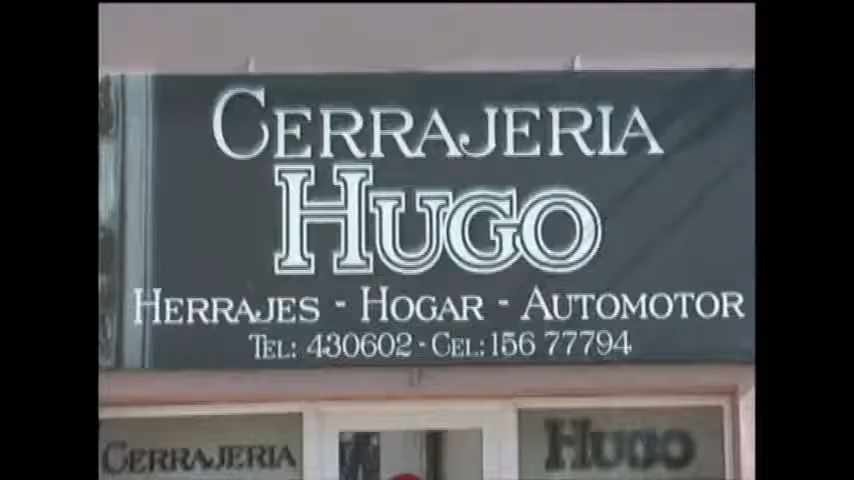 CERRAJERIA
HUGO
HERRAJES - HOGAR - AUTOMOTOR
TEL: 430602 - CEL: 156 77794
CERRAJERIA
HUGO